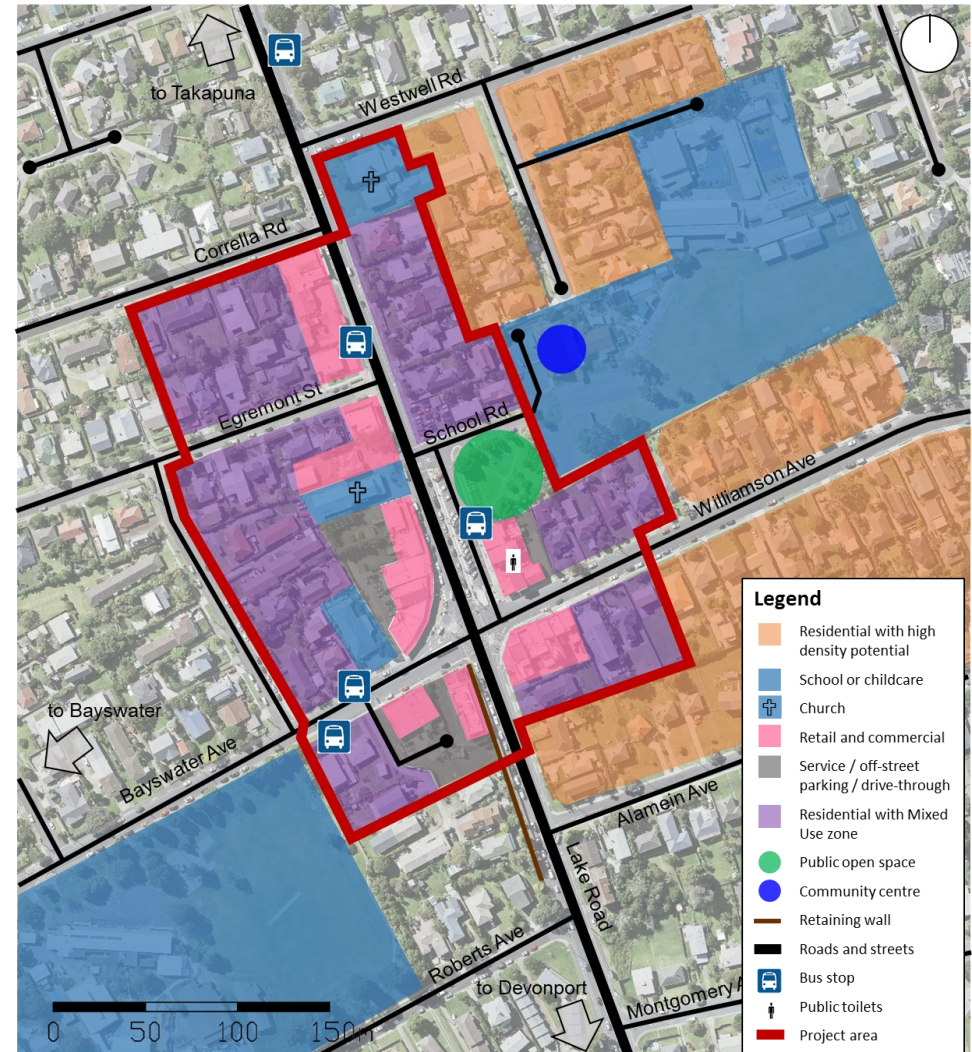 to Takapuna
Westwell Rd
Corrella Rd
Egremont St
School Rd
Williamson Ave
to Bayswater
Bayswater Ave
Alamein Ave
Lake Road
Roberts Ave
to Devonport
Montgomery A
0 50 100 150m
Legend
Residential with high
density potential
School or childcare
Church
Retail and commercial
Service / off-street
parking / drive-through
Residential with Mixed
Use zone
Public open space
Community centre
Retaining wall
Roads and streets
Bus stop
Public toilets
Project area